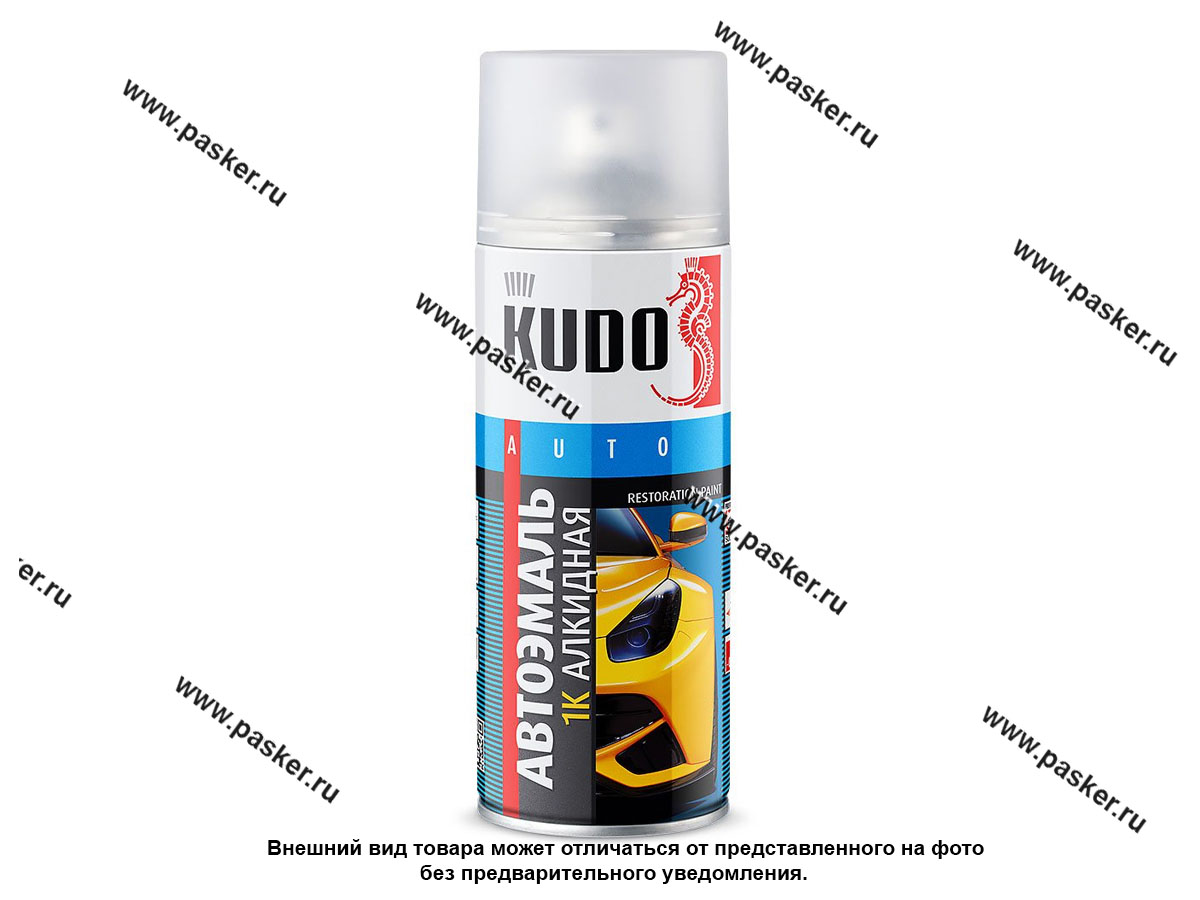 www.pasker.ru
www.pasker.ru
www.pasker.ru
www.pasker.ru
KUDO
AUTO
RESTORATION PAINT
АВТОЭМАЛЬ
1К АЛКИДНАЯ
www.pasker.ru
ker.ru
www.pasker.ru
www.pasker.ru
Внешний вид товара может отличаться от представленного на фото
без предварительного уведомления.